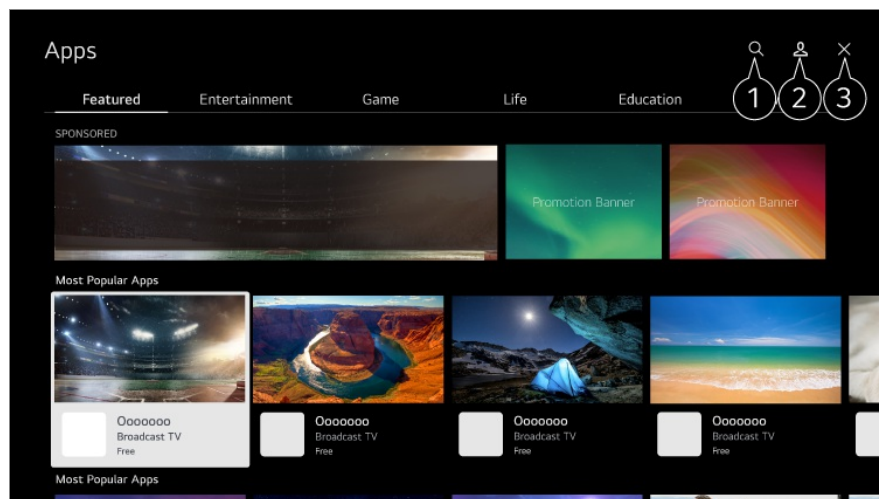 Apps
Featured Entertainment Game Life Education
1 2 3
SPONSORED
Promotion Banner Promotion Banner
Most Popular Apps
Ooooooo Ooooooo Ooooooo Ooooooo
Broadcast TV Broadcast TV Broadcast TV Broadcast TV
Free Free Free Free
Most Popular Apps